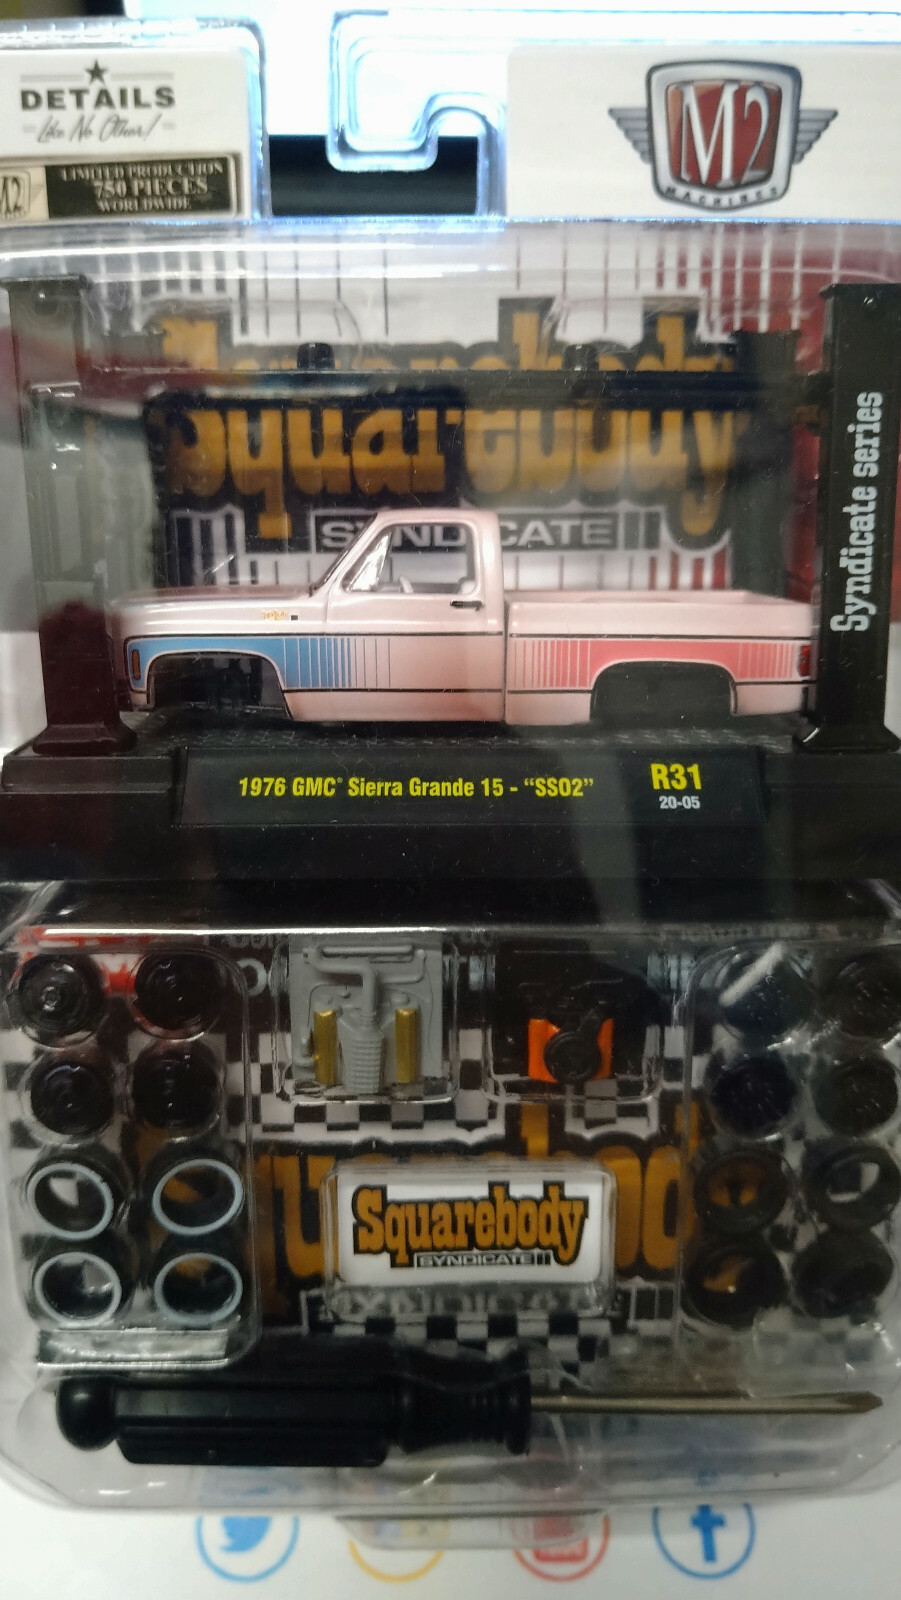 DETAILS
Like No Other!
M2
LIMITED PRODUCTION
750 PIECES
WORLDWIDE
M2
MACHINES
Squarebody
SYNDICATE
Syndicate series
1976 GMC® Sierra Grande 15 - “SS02”
R31
20-05
Squarebody
SYNDICATE